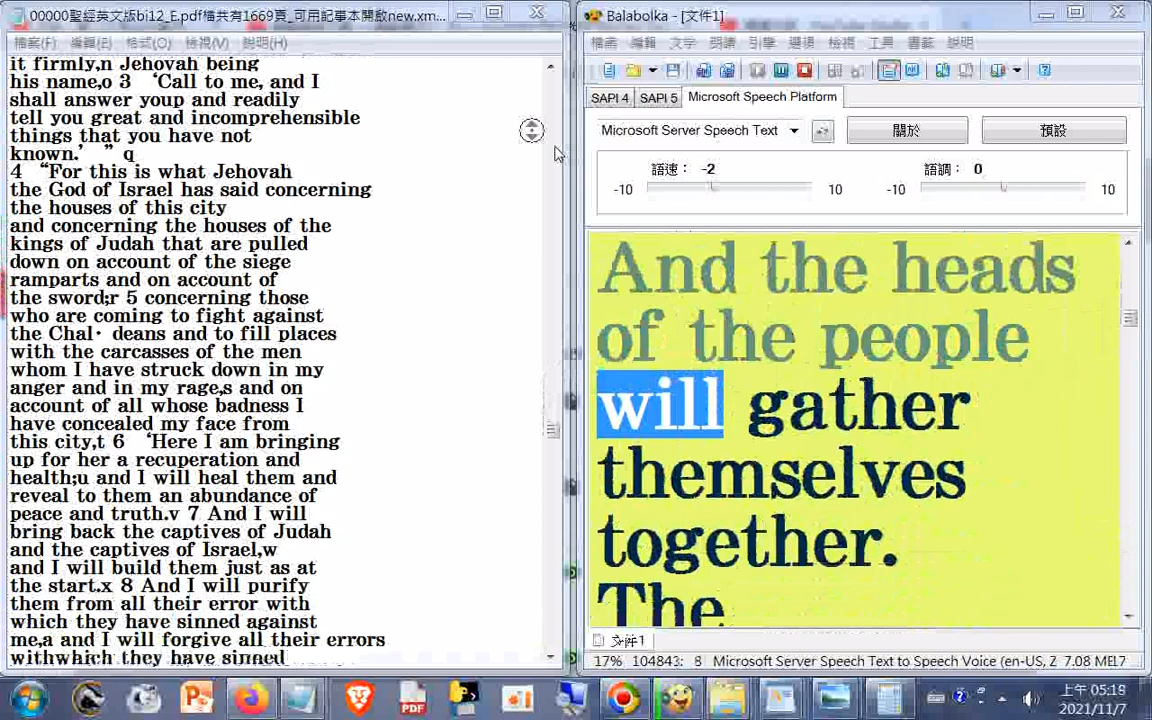 00000聖經英文版bi12_E.pdf檔共有1669頁_可用記事本開啟new.xm...
檔案(F) 編輯(E) 格式(O) 檢視(V) 說明(H)
it firmly,n Jehovah being
his name,o 3 ‘Call to me, and I
shall answer youp and readily
tell you great and incomprehensible
things that you have not
known.’ ”q
4 “For this is what Jehovah
the God of Israel has said concerning
the houses of this city
and concerning the houses of the
kings of Judah that are pulled
down on account of the siege
ramparts and on account of
the sword;r 5 concerning those
who are coming to fight against
the Chal· deans and to fill places
with the carcasses of the men
whom I have struck down in my
anger and in my rage,s and on
account of all whose badness I
have concealed my face from
this city,t 6 ‘Here I am bringing
up for her a recuperation and
health;u and I will heal them and
reveal to them an abundance of
peace and truth.v 7 And I will
bring back the captives of Judah
and the captives of Israel,w
and I will build them just as at
the start.x 8 And I will purify
them from all their error with
which they have sinned against
me,a and I will forgive all their errors
withwhich they have sinned
Balabolka - [文件1]
檔案 編輯 文字 朗讀 引擎 選項 檢視 工具 書籤 說明
SAPI 4 SAPI 5 Microsoft Speech Platform
Microsoft Server Speech Text 關於 預設
語速： -2 語調： 0
-10 10 -10 10
And the heads
of the people
will gather
themselves
together.
The
文件1
17% 104843: 8 Microsoft Server Speech Text to Speech Voice (en-US, Z 7.08 MB
上午 05:19
2021/11/7